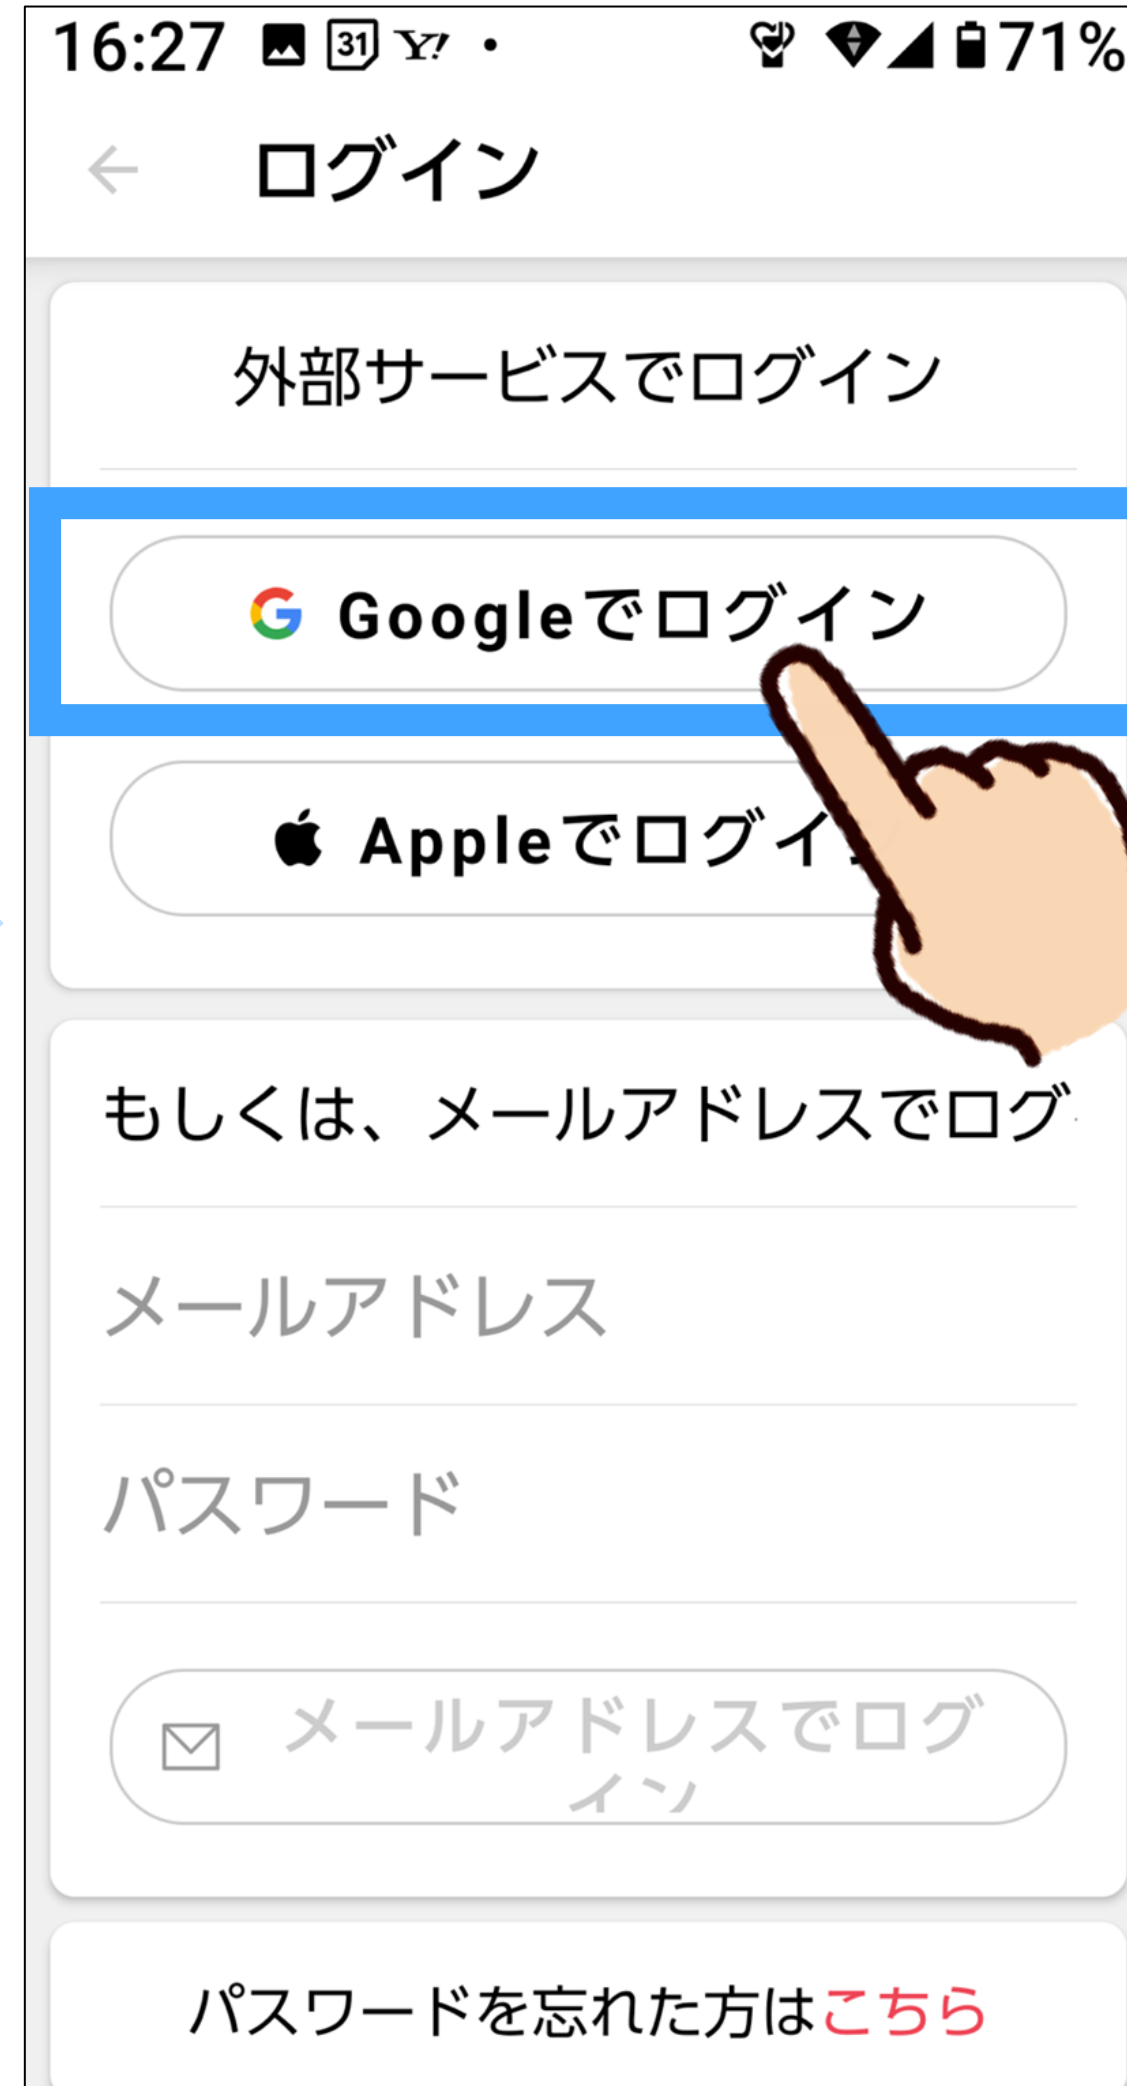 16:27 31 Y! • 71%
ログイン
外部サービスでログイン
Googleでログイン
Appleでログイ
もしくは、メールアドレスでログ
メールアドレス
パスワード
メールアドレスでログ
イン
パスワードを忘れた方はこちら